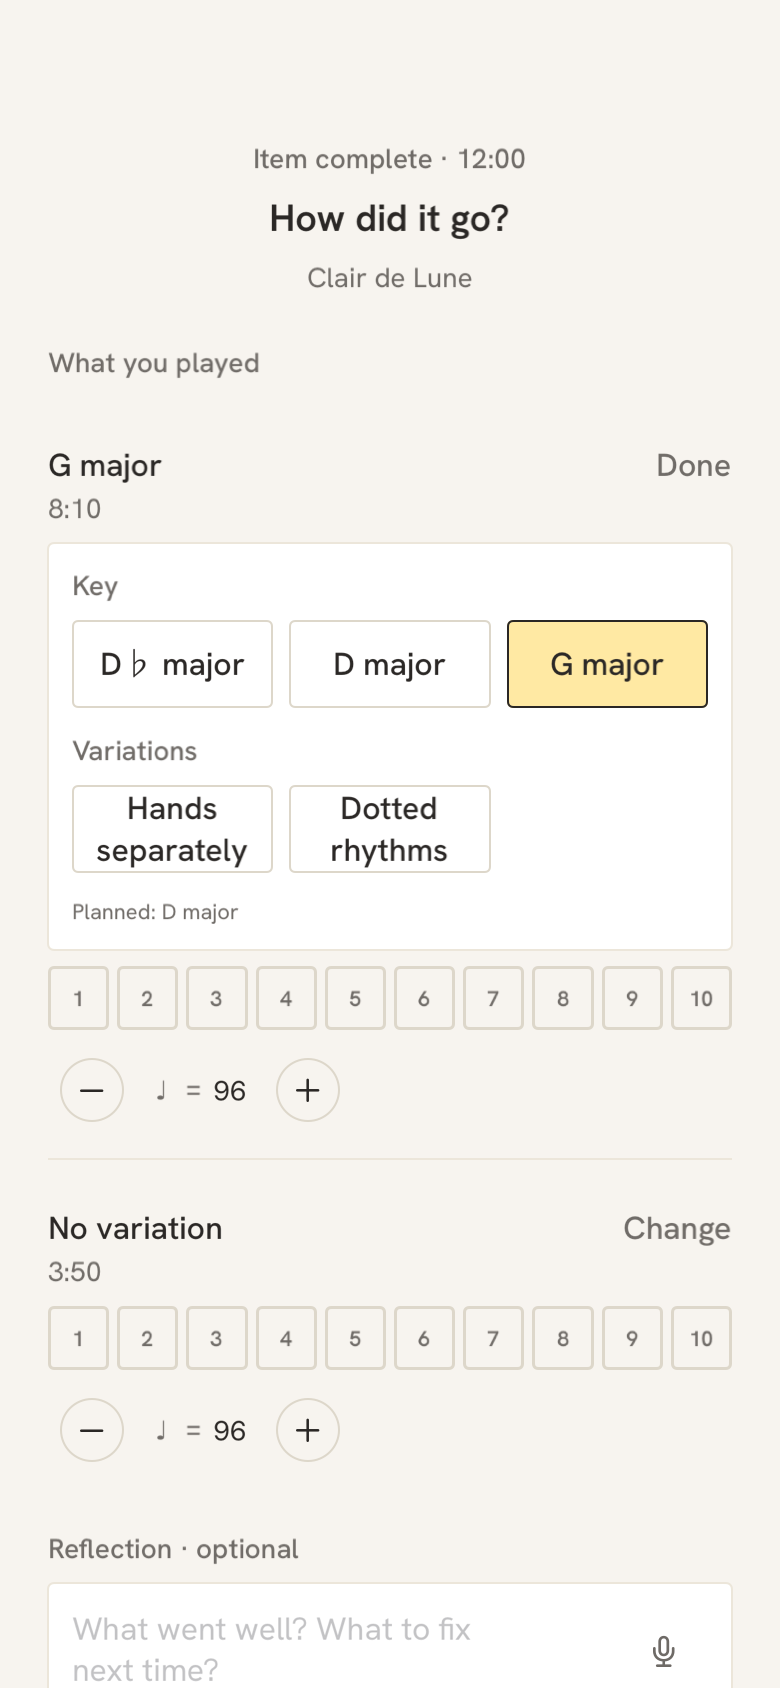 Item complete · 12:00
How did it go?
Clair de Lune
What you played
G major Done
8:10
Key
D♭ major D major G major
Variations
Hands separately Dotted rhythms
Planned: D major
1 2 3 4 5 6 7 8 9 10
− ♩ = 96 +
No variation Change
3:50
1 2 3 4 5 6 7 8 9 10
− ♩ = 96 +
Reflection · optional
What went well? What to fix
next time?